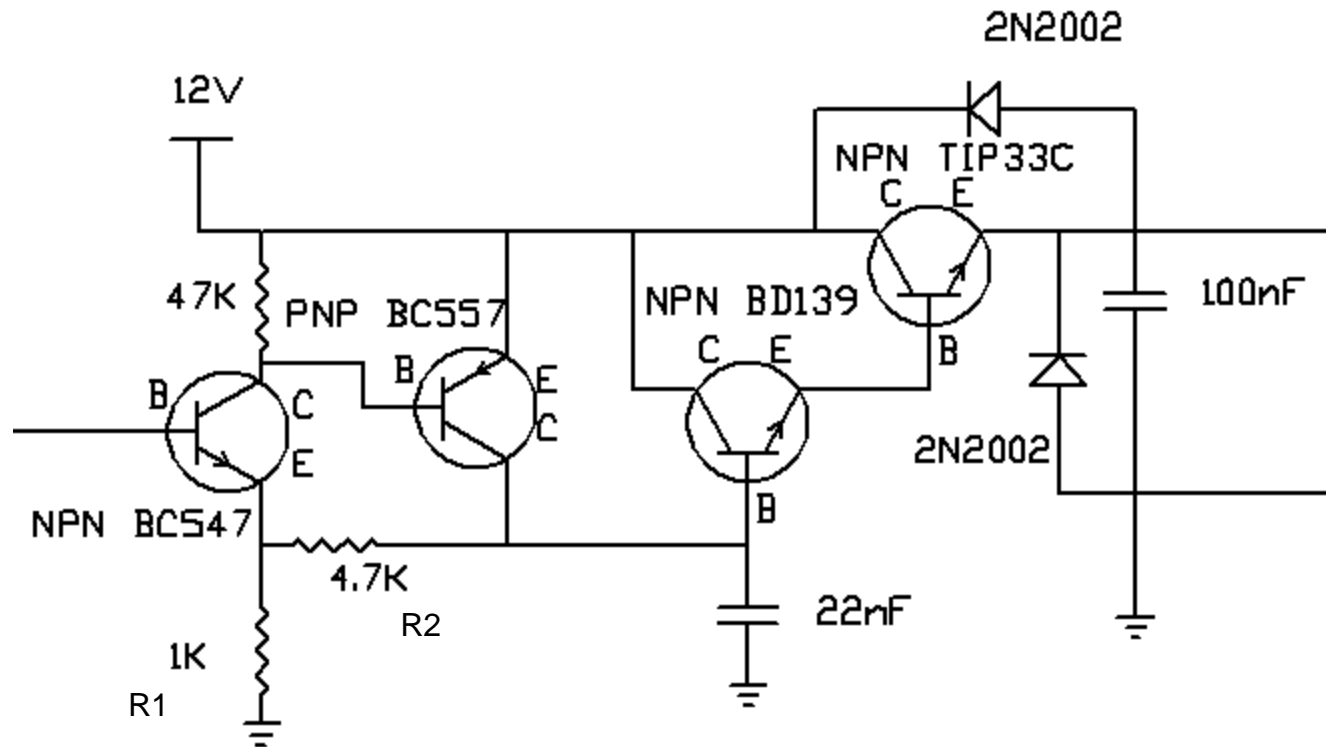 2N2002
12V
NPN TIP33C
C E
47K
PNP BC557
NPN BD139
100nF
B
C E
B
E
B
C
C
2N2002
E
B
NPN BC547
4.7K
22nF
R2
1K
R1